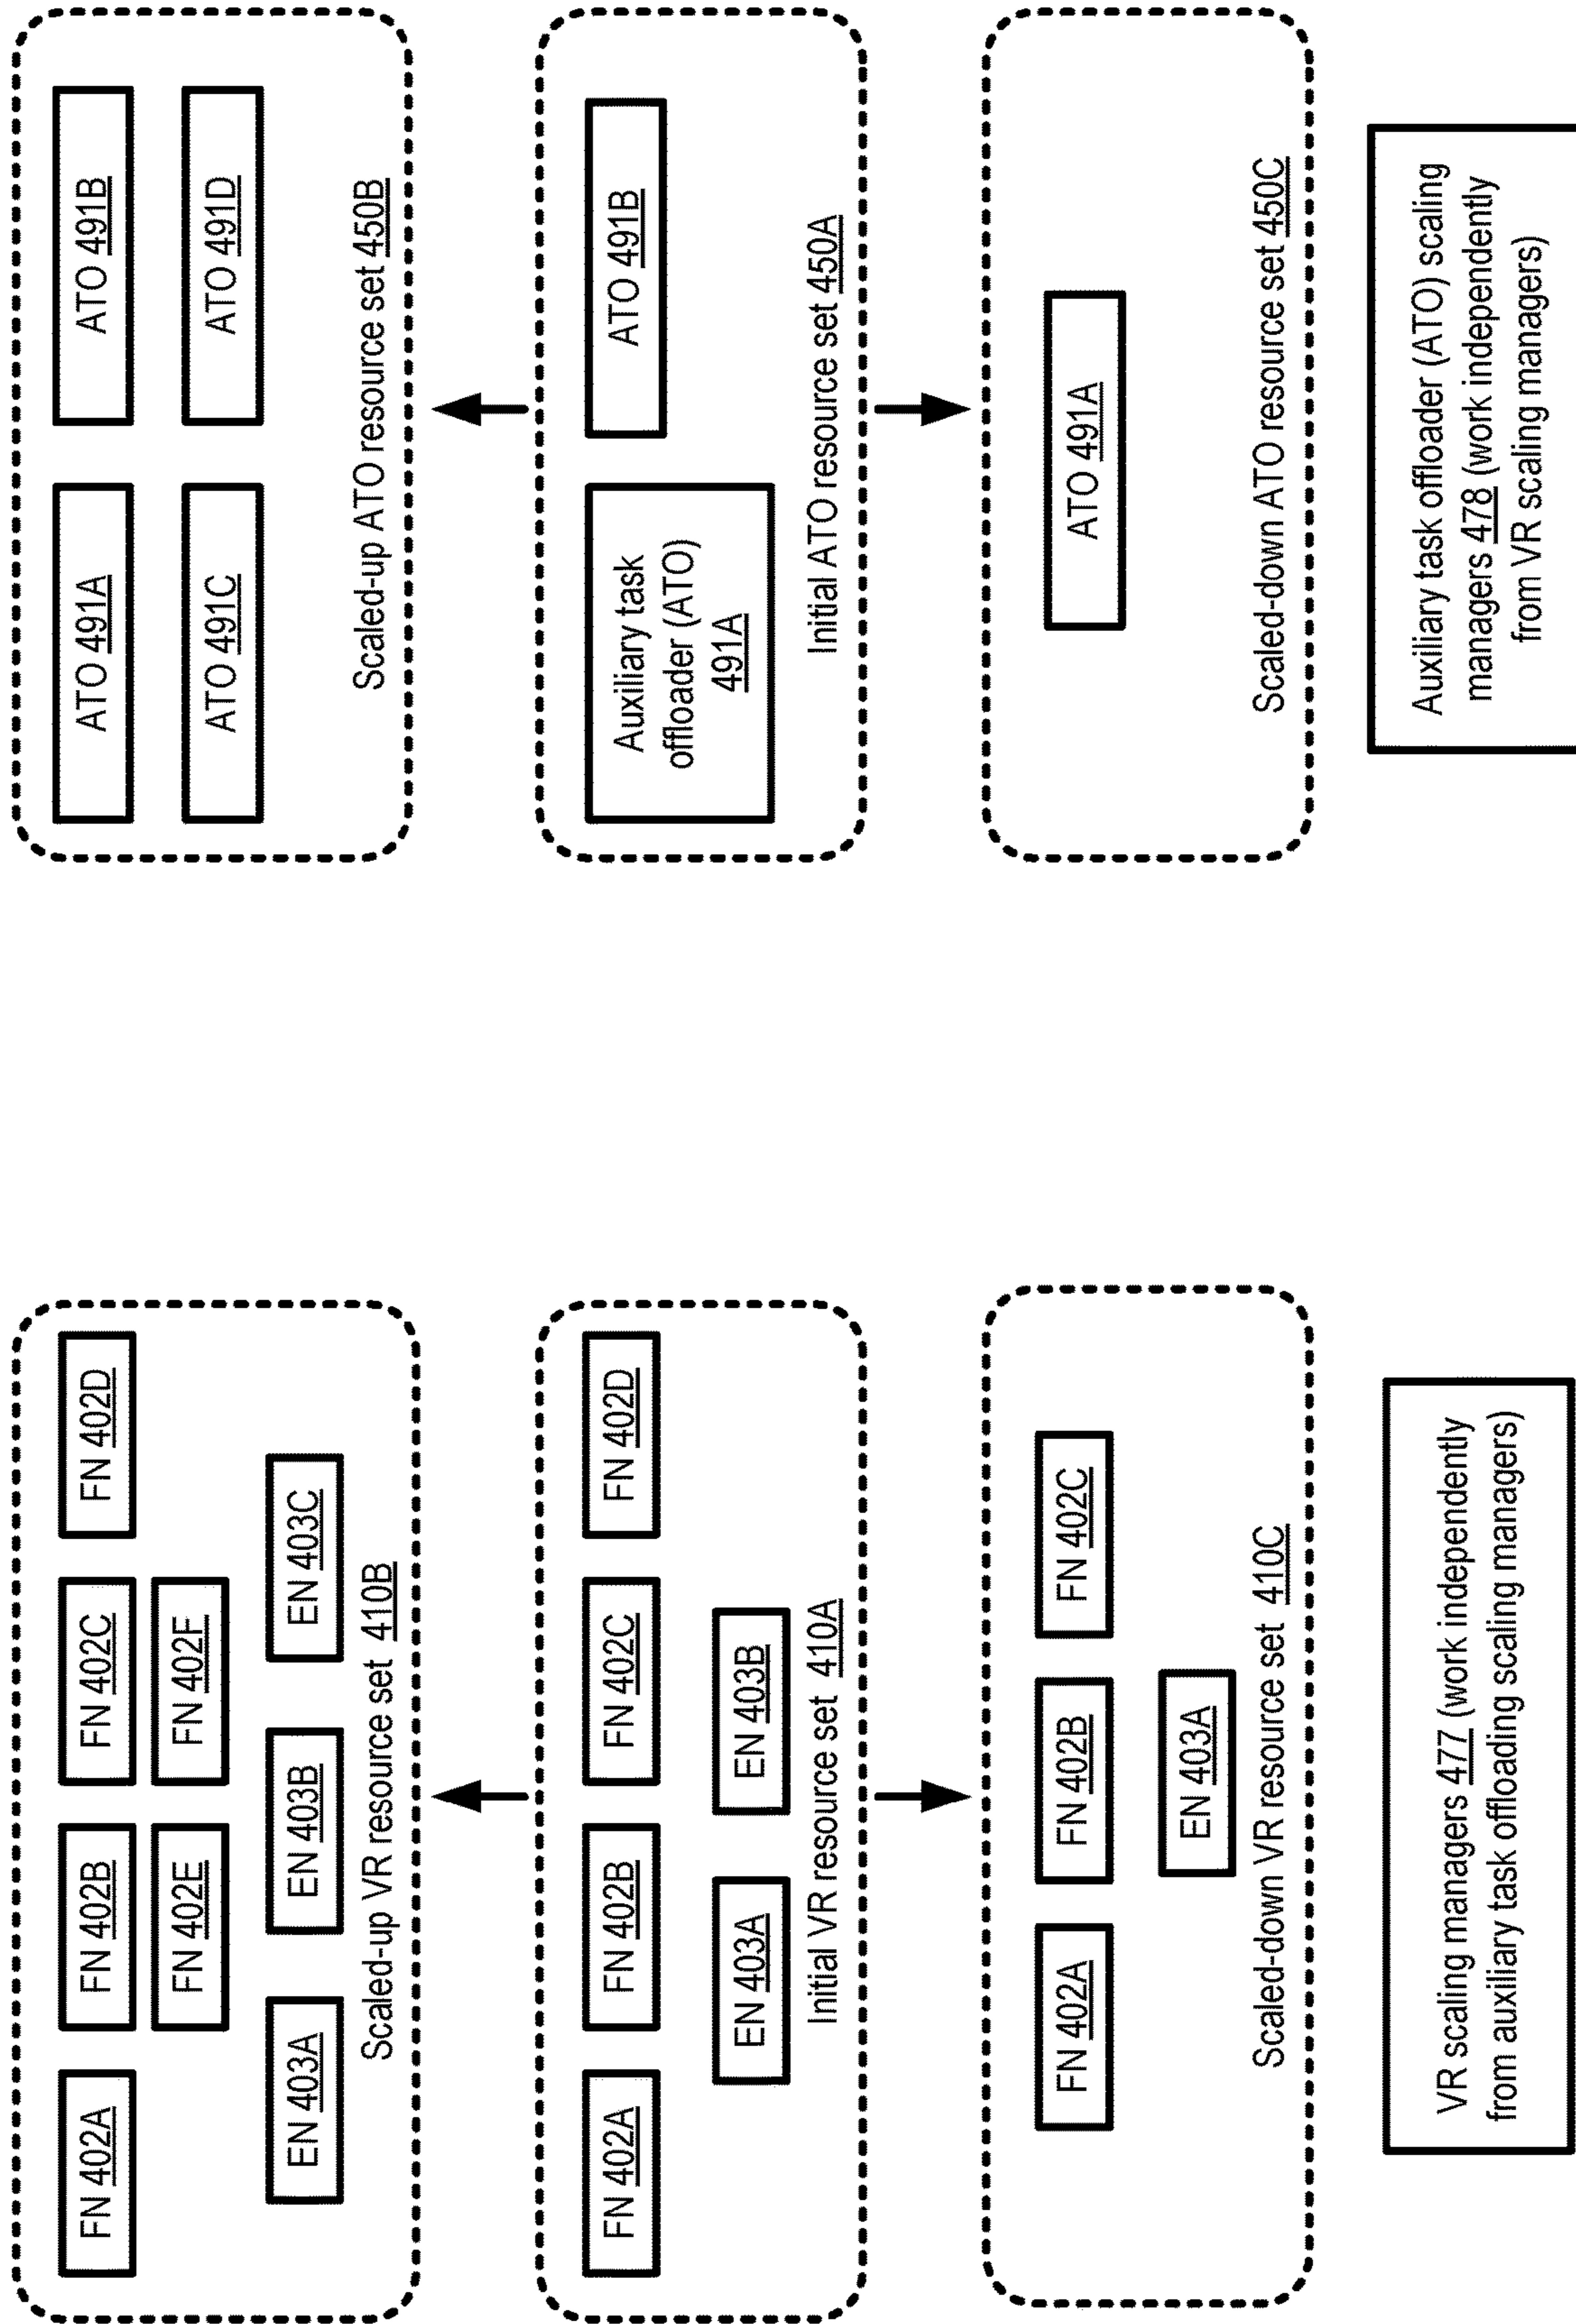 FN 402A
FN 402B
FN 402C
FN 402D
FN 402E
FN 402F
EN 403A
EN 403B
EN 403C
Scaled-up VR resource set 410B
FN 402A
FN 402B
FN 402C
FN 402D
EN 403A
EN 403B
Initial VR resource set 410A
FN 402A
FN 402B
FN 402C
EN 403A
Scaled-down VR resource set 410C
VR scaling managers 477 (work independently
from auxiliary task offloading scaling managers)
ATO 491A
ATO 491B
ATO 491C
ATO 491D
Scaled-up ATO resource set 450B
Auxiliary task
offloader (ATO)
491A
ATO 491B
Initial ATO resource set 450A
ATO 491A
Scaled-down ATO resource set 450C
Auxiliary task offloader (ATO) scaling
managers 478 (work independently
from VR scaling managers)